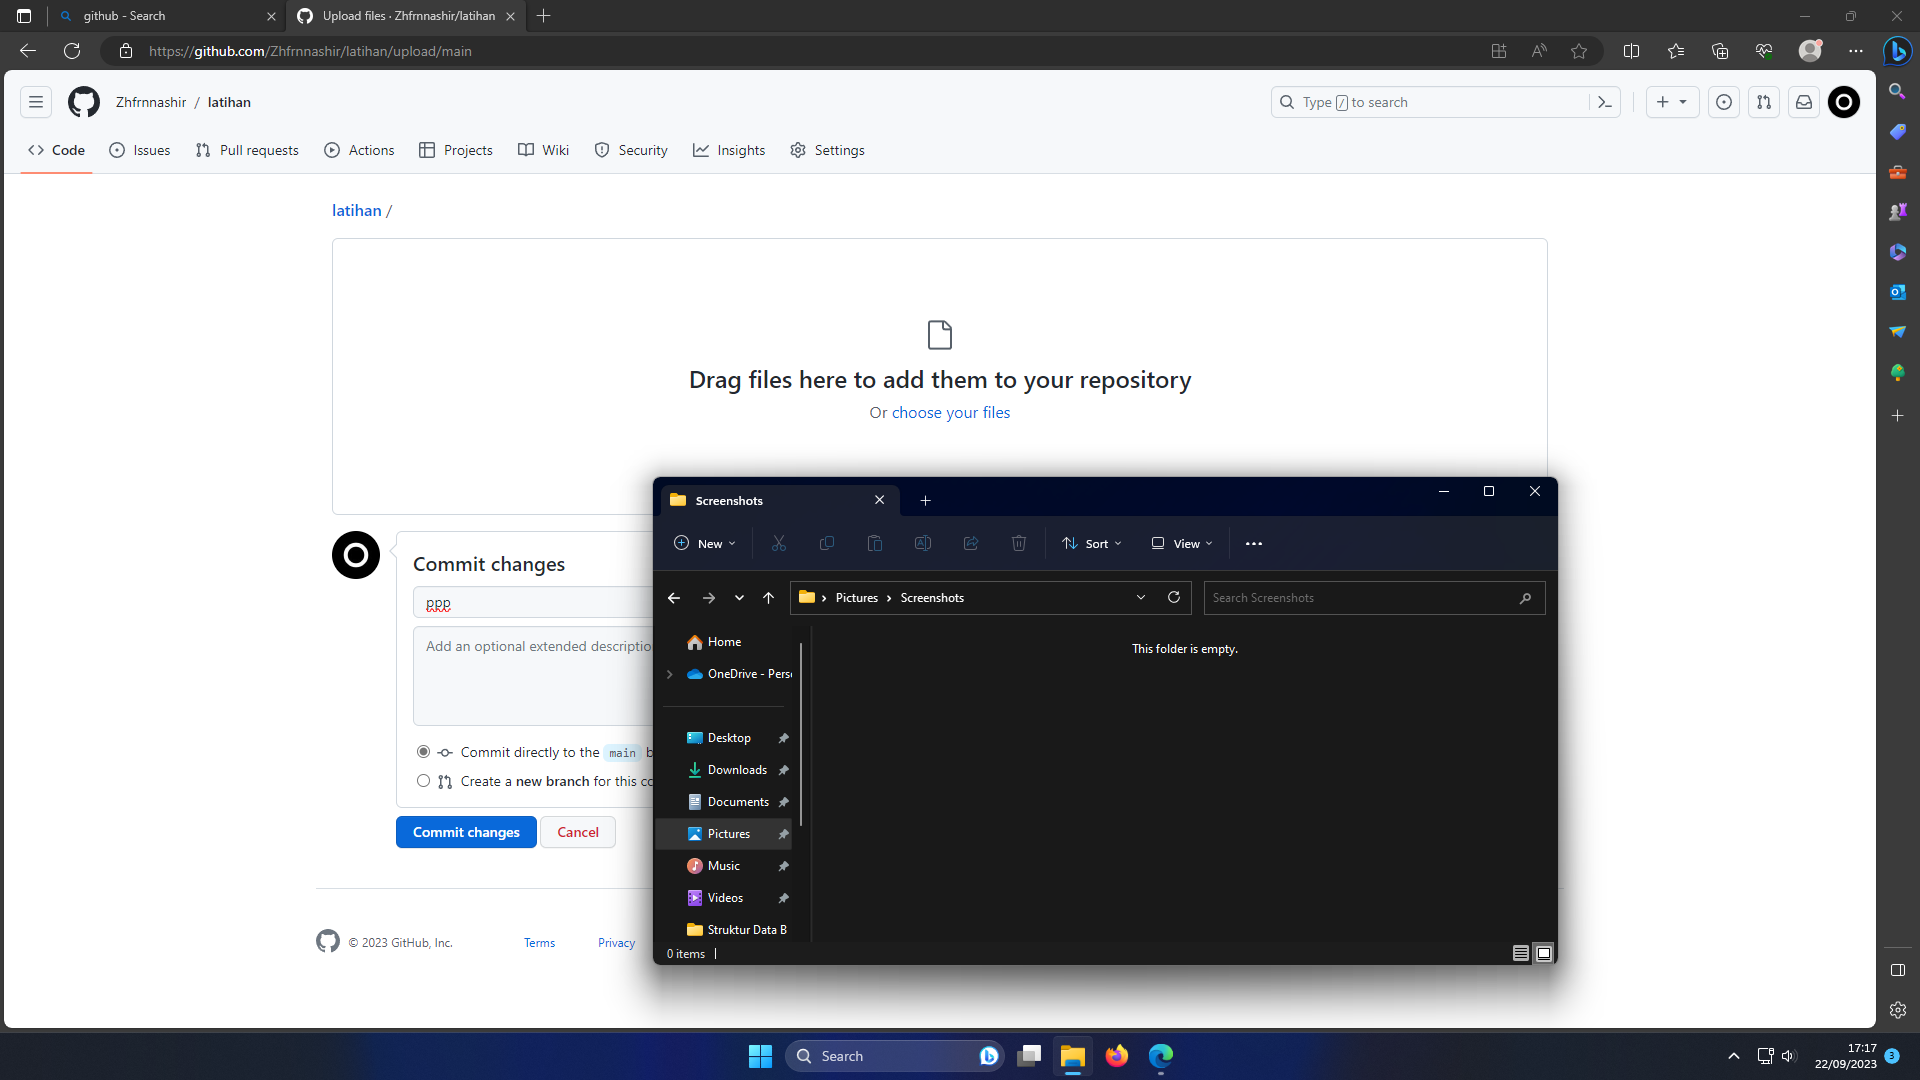 github - Search
Upload files · Zhfrnnashir/latihan
https://github.com/Zhfrnnashir/latihan/upload/main
Zhfrnnashir / latihan
Type / to search
Code
Issues
Pull requests
Actions
Projects
Wiki
Security
Insights
Settings
latihan /
Drag files here to add them to your repository
Or choose your files
Commit changes
ppp
Add an optional extended descriptio
Commit directly to the main b
Create a new branch for this co
Commit changes
Cancel
© 2023 GitHub, Inc.
Terms
Privacy
Screenshots
New
Sort
View
Pictures
Screenshots
Search Screenshots
Home
OneDrive - Pers
Desktop
Downloads
Documents
Pictures
Music
Videos
Struktur Data B
This folder is empty.
0 items
Search
17:17
22/09/2023
3